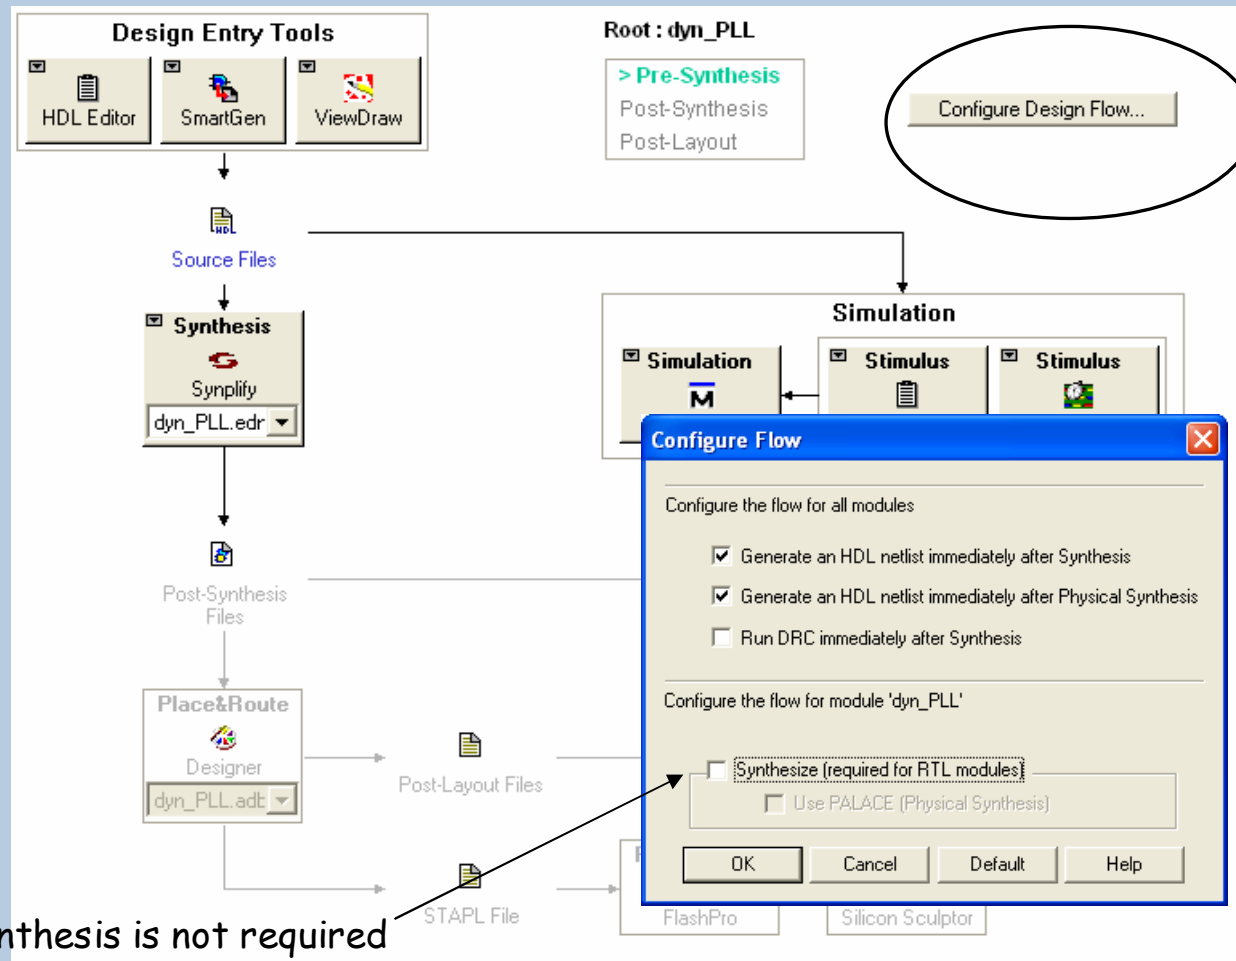 Design Entry Tools
HDL Editor
SmartGen
ViewDraw
Root : dyn_PLL
> Pre-Synthesis
Post-Synthesis
Post-Layout
Configure Design Flow...
HDL
Source Files
Synthesis
Synplify
dyn_PLL.edr
Simulation
Simulation
M
Stimulus
Stimulus
Post-Synthesis
Files
Place&Route
Designer
dyn_PLL.adb
Post-Layout Files
STAPL File
FlashPro
Silicon Sculptor
Configure Flow
Configure the flow for all modules
Generate an HDL netlist immediately after Synthesis
Generate an HDL netlist immediately after Physical Synthesis
Run DRC immediately after Synthesis
Configure the flow for module 'dyn_PLL'
Synthesize (required for RTL modules)
Use PALACE (Physical Synthesis)
OK
Cancel
Default
Help
nthesis is not required